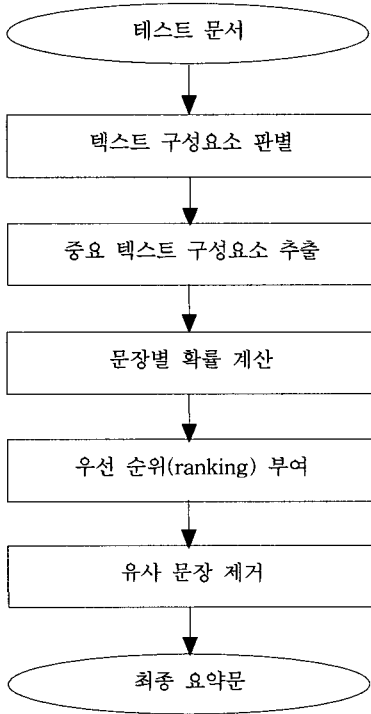 테스트 문서
텍스트 구성요소 판별
중요 텍스트 구성요소 추출
문장별 확률 계산
우선 순위(ranking) 부여
유사 문장 제거
최종 요약문